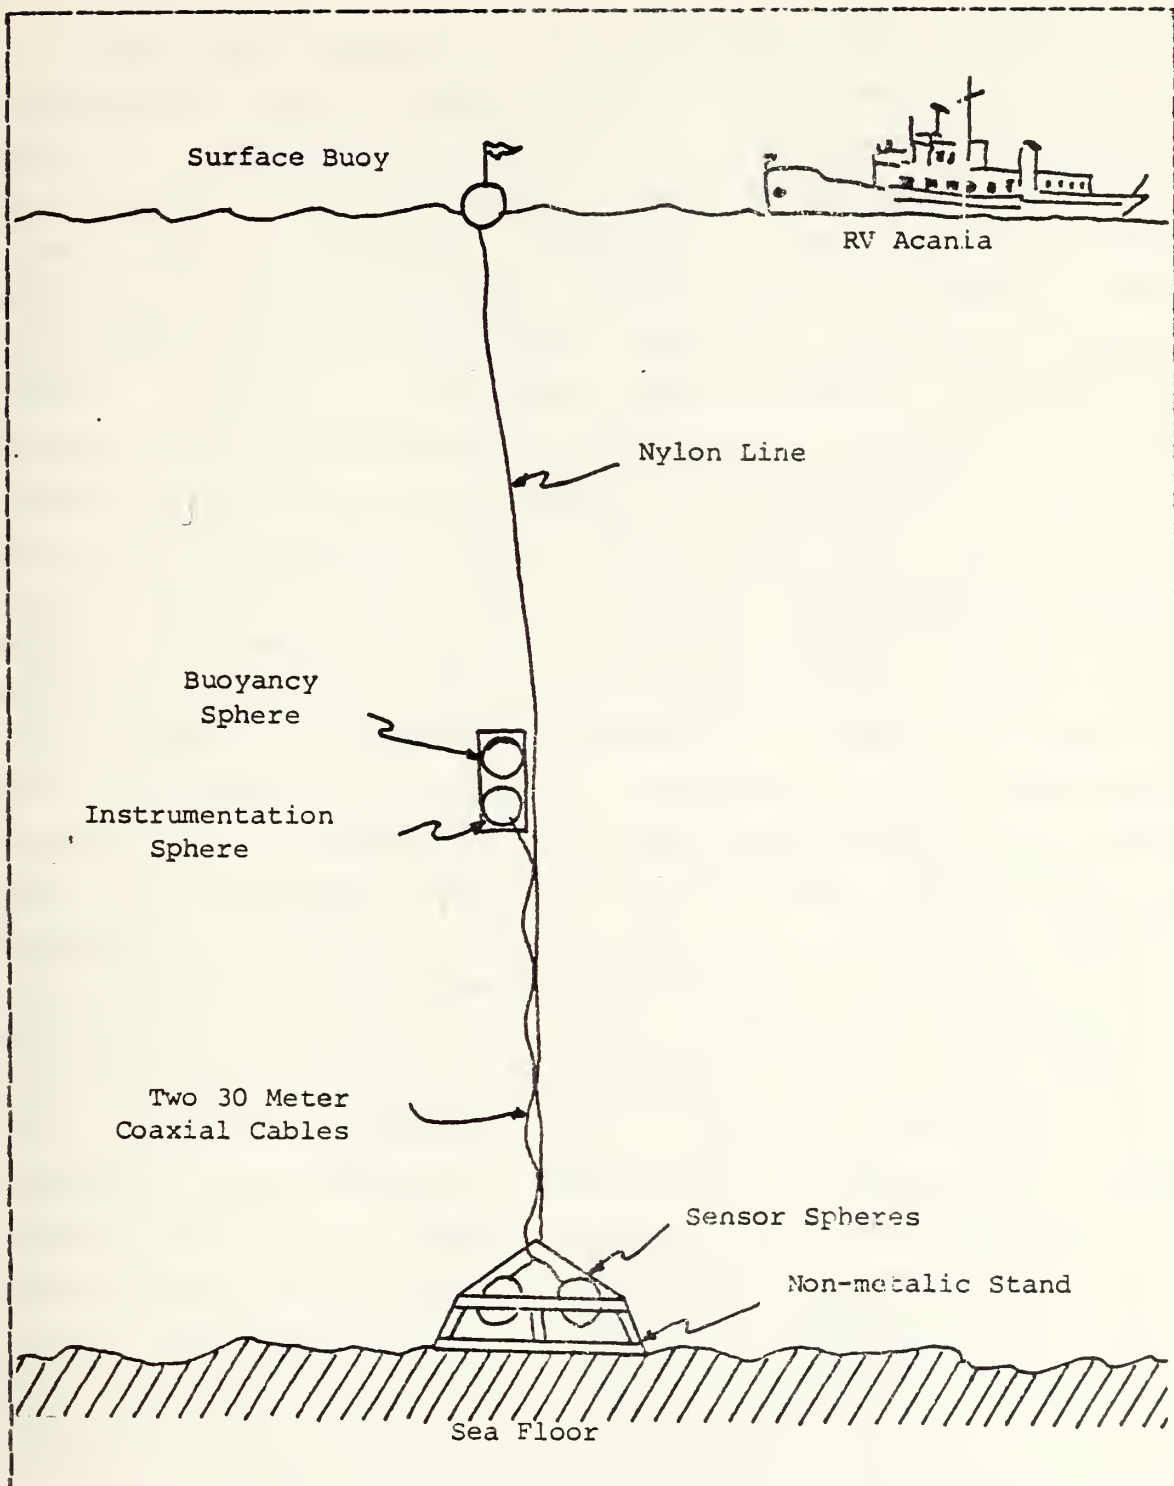 Surface Buoy
RV Acania
Nylon Line
Buoyancy
Sphere
Instrumentation
Sphere
Two 30 Meter
Coaxial Cables
Sensor Spheres
Non-metalic Stand
Sea Floor